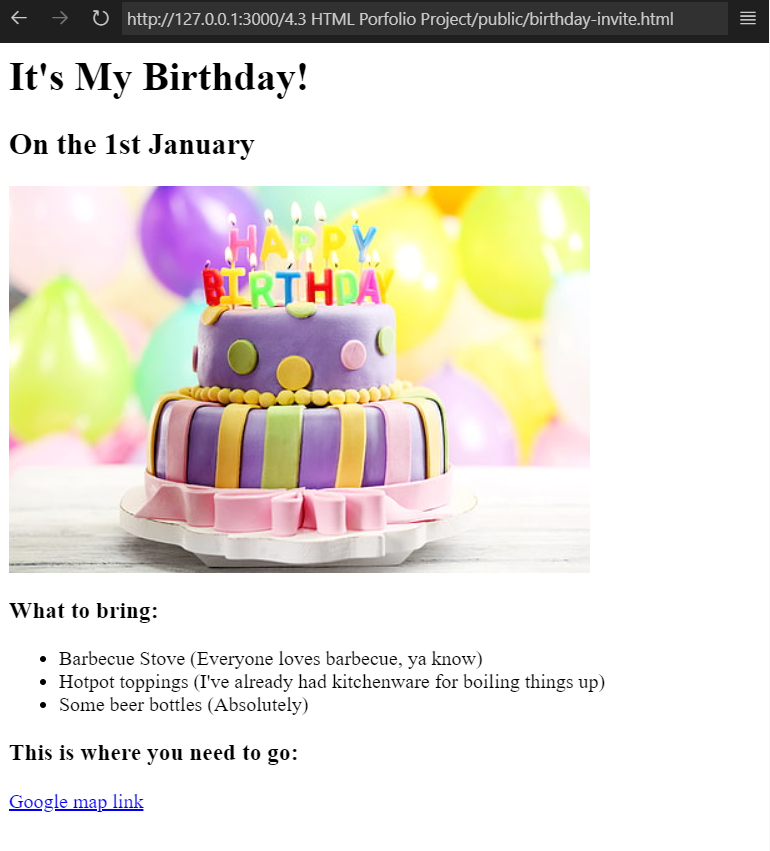 http://127.0.0.1:3000/4.3 HTML Porfolio Project/public/birthday-invite.html
It's My Birthday!
On the 1st January
HAPPY
BIRTHDAY
What to bring:
Barbecue Stove (Everyone loves barbecue, ya know)
Hotpot toppings (I've already had kitchenware for boiling things up)
Some beer bottles (Absolutely)
This is where you need to go:
Google map link